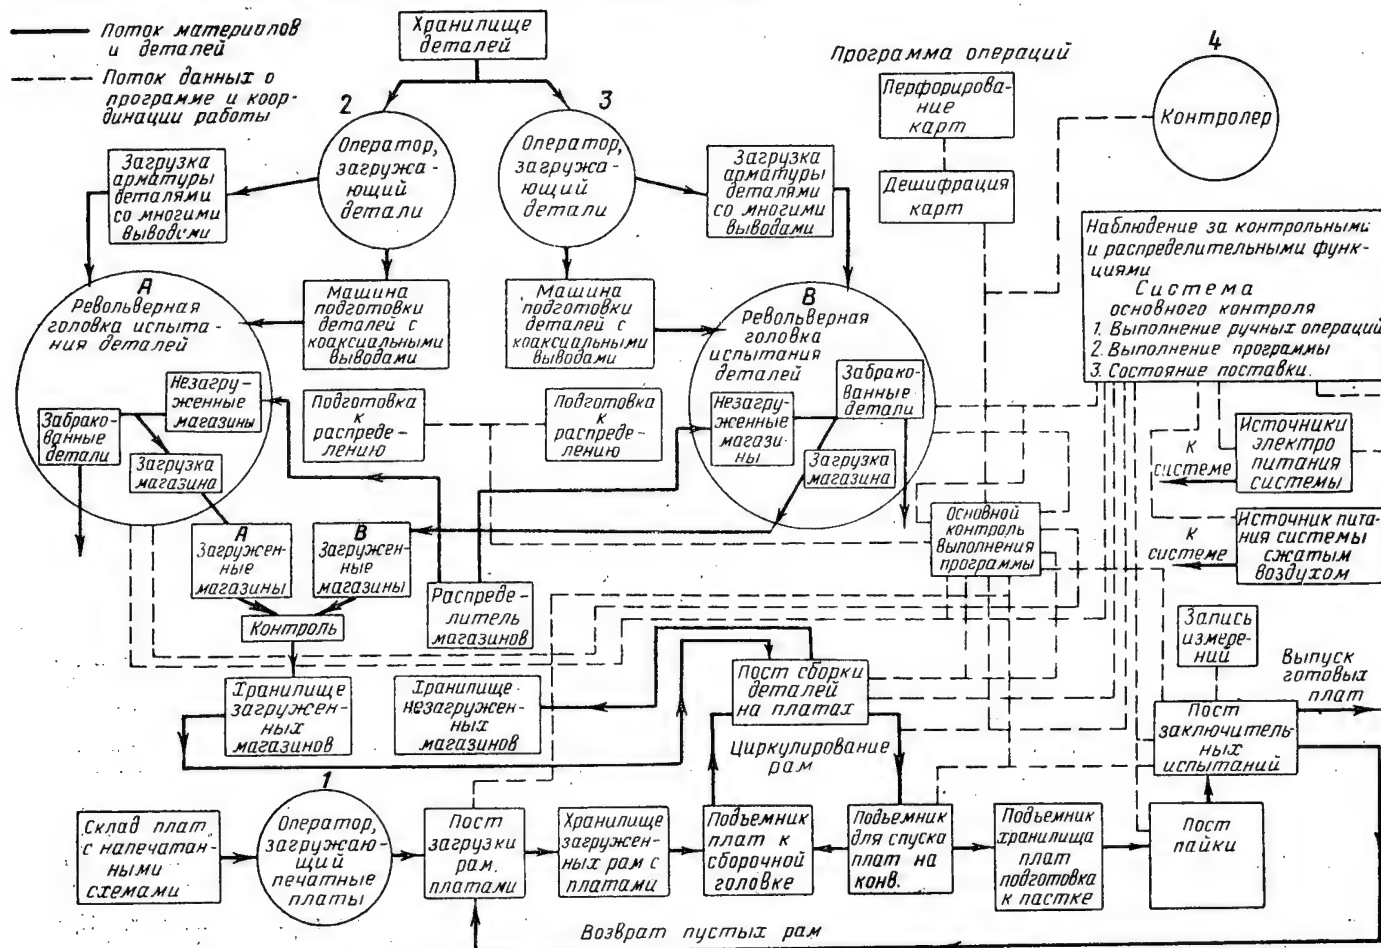 Поток материалов
и деталей
Поток данных о
программе и коор-
динации работы
Хранилище
деталей
2
Оператор,
загружа-
ющий
детали
3
Оператор,
загружа-
ющий
детали
Программа операций
Перфорирова-
ние
карт
Дешифрация
карт
4
Контролер
Загрузка
арматуры
деталями
со многими
выводами
Загрузка
арматуры
деталями
со многими
выводами
Наблюдение за контрольными
и распределительными функ-
циями
Система
основного контроля
1. Выполнение ручных операций
2. Выполнение программы
3. Состояние поставки.
А
Револьверная
головка испыта-
ния деталей
Машина
подготовки
деталей с
коаксиальными
выводами
Машина
подготовки
деталей с
коаксиальными
выводами
В
Револьверная
головка
испытания
деталей
Незагру-
женные
магазины
Забрако-
ванные
детали
Загрузка
магазина
Подготовка
к
распреде-
лению
Подготовка
к
распреде-
лению
Незагру-
женные
магази-
ны
Забрако-
ванные
детали
Загрузка
магазина
К
системе
Источники
электро
питания
системы
К
системе
Источник пита-
ния системы
сжатым
воздухом
А
Загружен-
ные
магазины
В
Загружен-
ные
магазины
Распреде-
литель
магазинов
Основной
контроль
выполнения
программы
Контроль
Запись
измере-
ний
Выпуск
готовых
плат
Хранилище
загружен-
ных
магазинов
Хранилище
незагружен-
ных
магазинов
Пост сборки
деталей
на платах
Циркулирование
рам
Пост
заключитель-
ных
испытаний
Склад плат
с напечатан-
ными
схемами
1
Оператор,
загружаю-
щий
печатные
платы
Пост
загрузки
рам
платами
Хранилище
загружен-
ных рам с
платами
Подъемник
плат к
сборочной
головке
Подъемник
для спуска
плат на
конв.
Подъемник
хранилища
плат
подготовка
к пастке
Пост
пайки
Возврат пустых рам